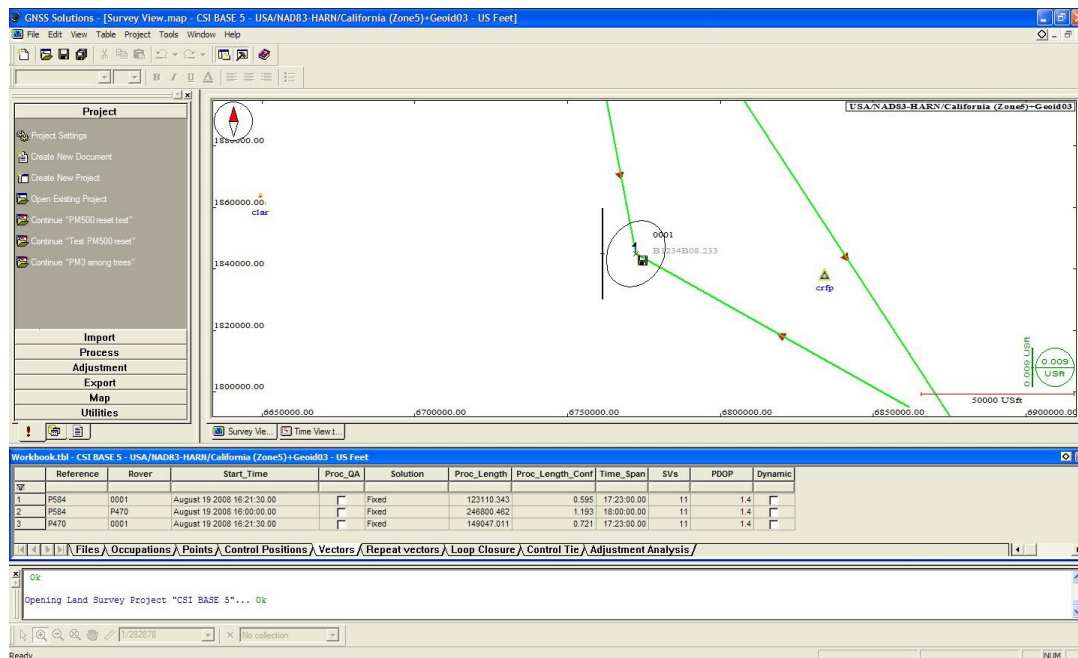 GNSS Solutions - [Survey View.map - CSI BASE 5 - USA/NAD83-HARN/California (Zone5)+Geoid03 - US Feet]
File Edit View Table Project Tools Window Help
B I U A
Project
Project Settings
Create New Document
Create New Project
Open Existing Project
Continue "PM500 reset test"
Continue "Test PM500 reset"
Continue "PM3 among trees"
Import
Process
Adjustment
Export
Map
Utilities
USA/NAD83-HARN/California (Zone5)+Geoid03
1860000.00
1840000.00
1820000.00
1800000.00
clar
0001
B1234B08.233
crfp
0.009 USft
0.009
USft
50000 USft
6650000.00
6700000.00
6750000.00
6800000.00
6850000.00
6900000.00
Survey Vie...
Time View.t...
Workbook.tbl - CSI BASE 5 - USA/NAD83-HARN/California (Zone5)+Geoid03 - US Feet
Reference Rover Start_Time Proc_QA Solution Proc_Length Proc_Length_Conf Time_Span SVs PDOP Dynamic
1 P584 0001 August 19 2008 16:21:30.00 Fixed 123110.343 0.595 17:23:00.00 11 1.4
2 P584 P470 August 19 2008 16:00:00.00 Fixed 246800.462 1.193 18:00:00.00 11 1.4
3 P470 0001 August 19 2008 16:21:30.00 Fixed 149047.011 0.721 17:23:00.00 11 1.4
Files Occupations Points Control Positions Vectors Repeat vectors Loop Closure Control Tie Adjustment Analysis
Ok
Opening Land Survey Project "CSI BASE 5"... Ok
1/282878
No collection
Ready
NUM